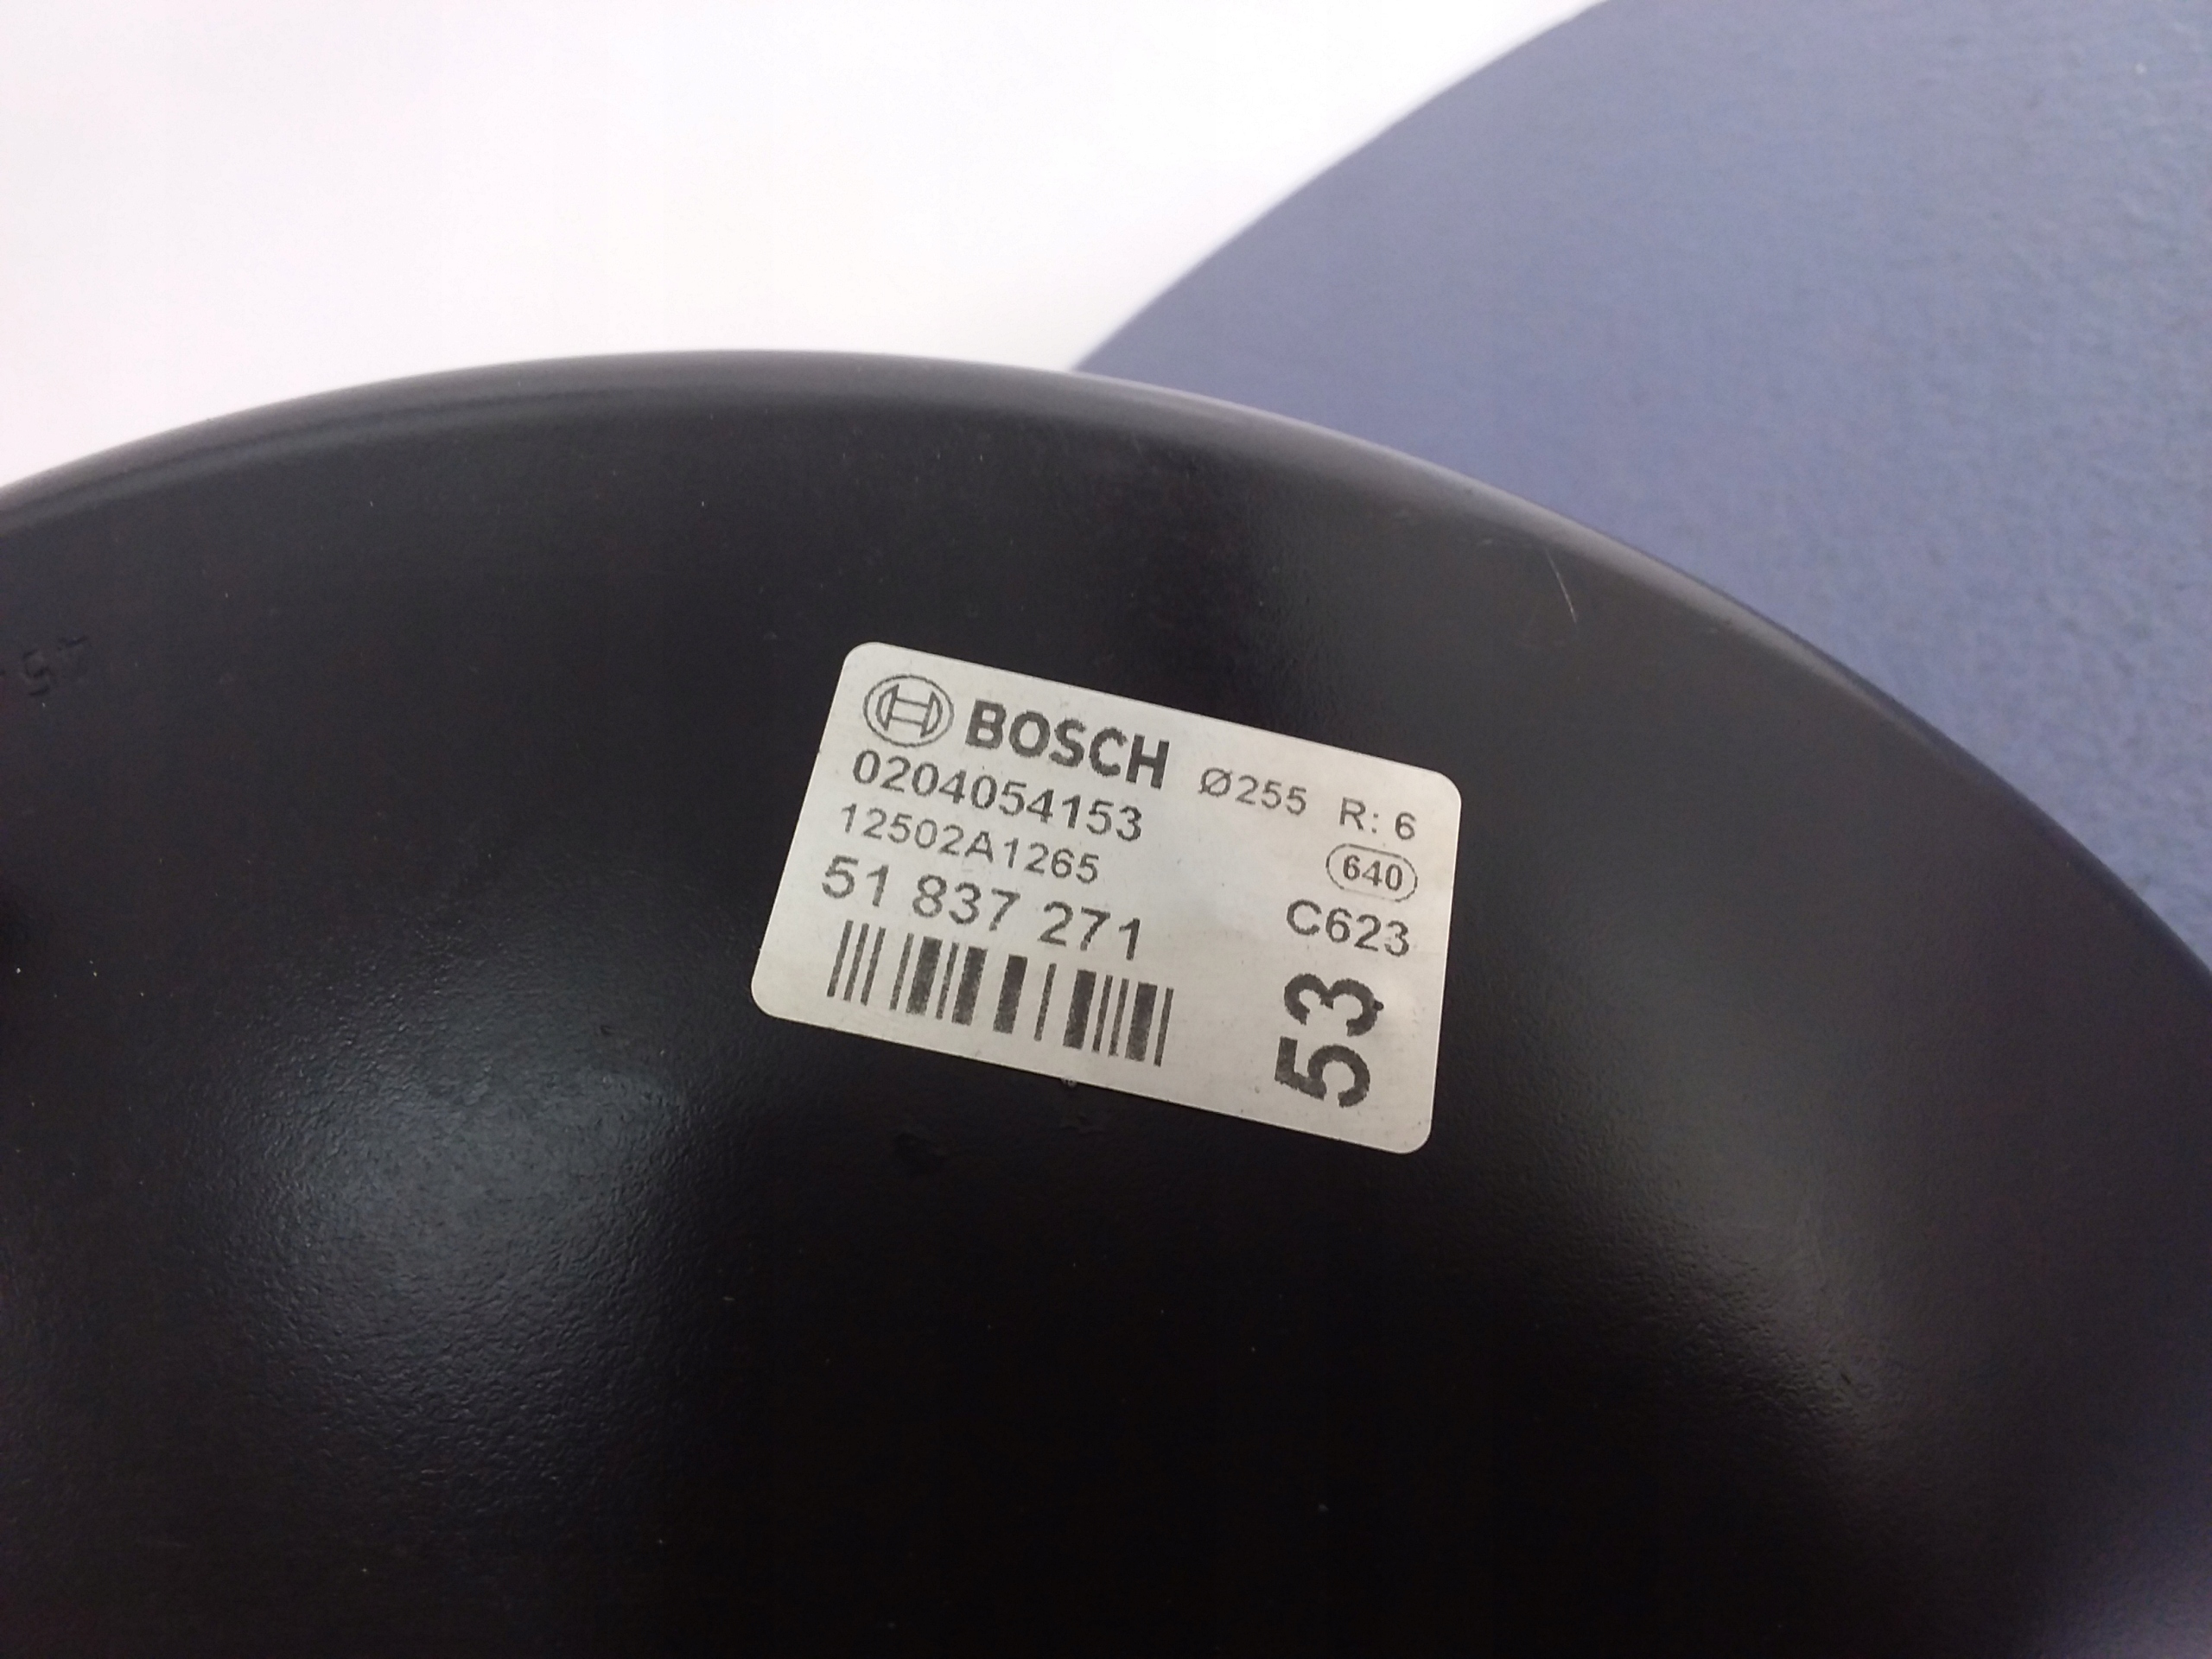 BOSCH Ø255 R: 6
0204054153
12502A1265 640
51 837 271 C623
53